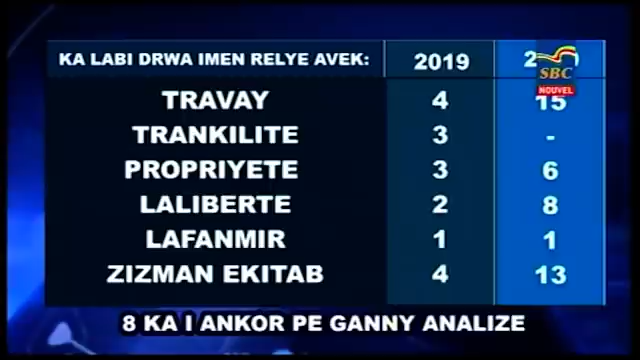 KA LABI DRWA IMEN RELYE AVEK: 2019
SBC
NOUVEL
TRAVAY 4 15
TRANKILITE 3 -
PROPRIYETE 3 6
LALIBERTE 2 8
LAFANMIR 1 1
ZIZMAN EKITAB 4 13
8 KA I ANKOR PE GANNY ANALIZE